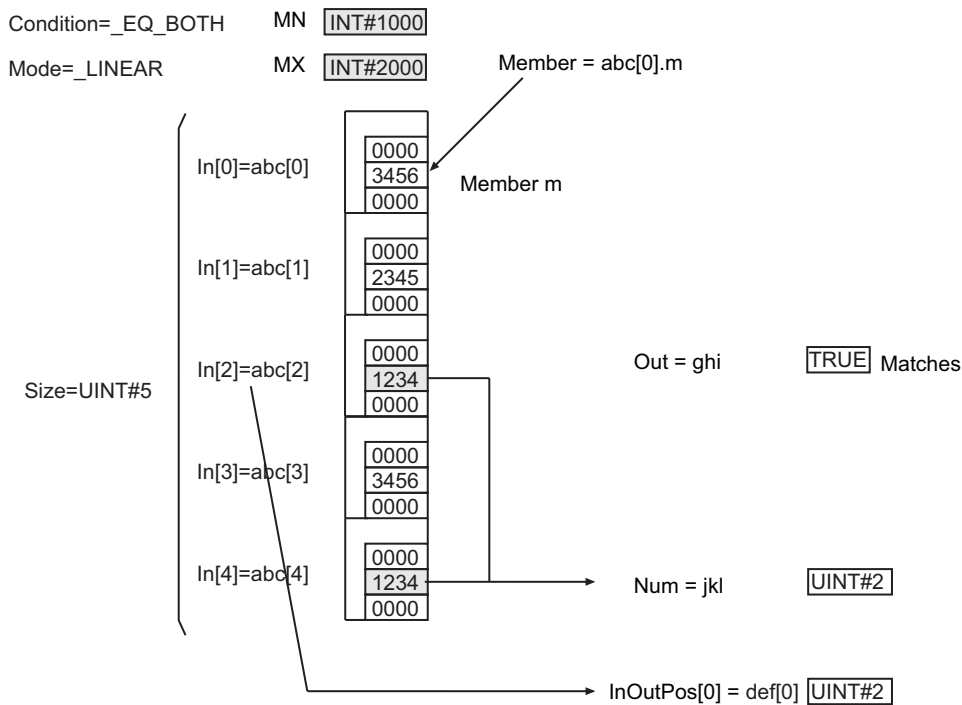 Condition=_EQ_BOTH MN INT#1000
Mode=_LINEAR MX INT#2000
Member = abc[0].m
In[0]=abc[0]
0000
3456
0000
Member m
In[1]=abc[1]
0000
2345
0000
Size=UINT#5
In[2]=abc[2]
0000
1234
0000
Out = ghi TRUE Matches
In[3]=abc[3]
0000
3456
0000
In[4]=abc[4]
0000
1234
0000
Num = jkl UINT#2
InOutPos[0] = def[0] UINT#2